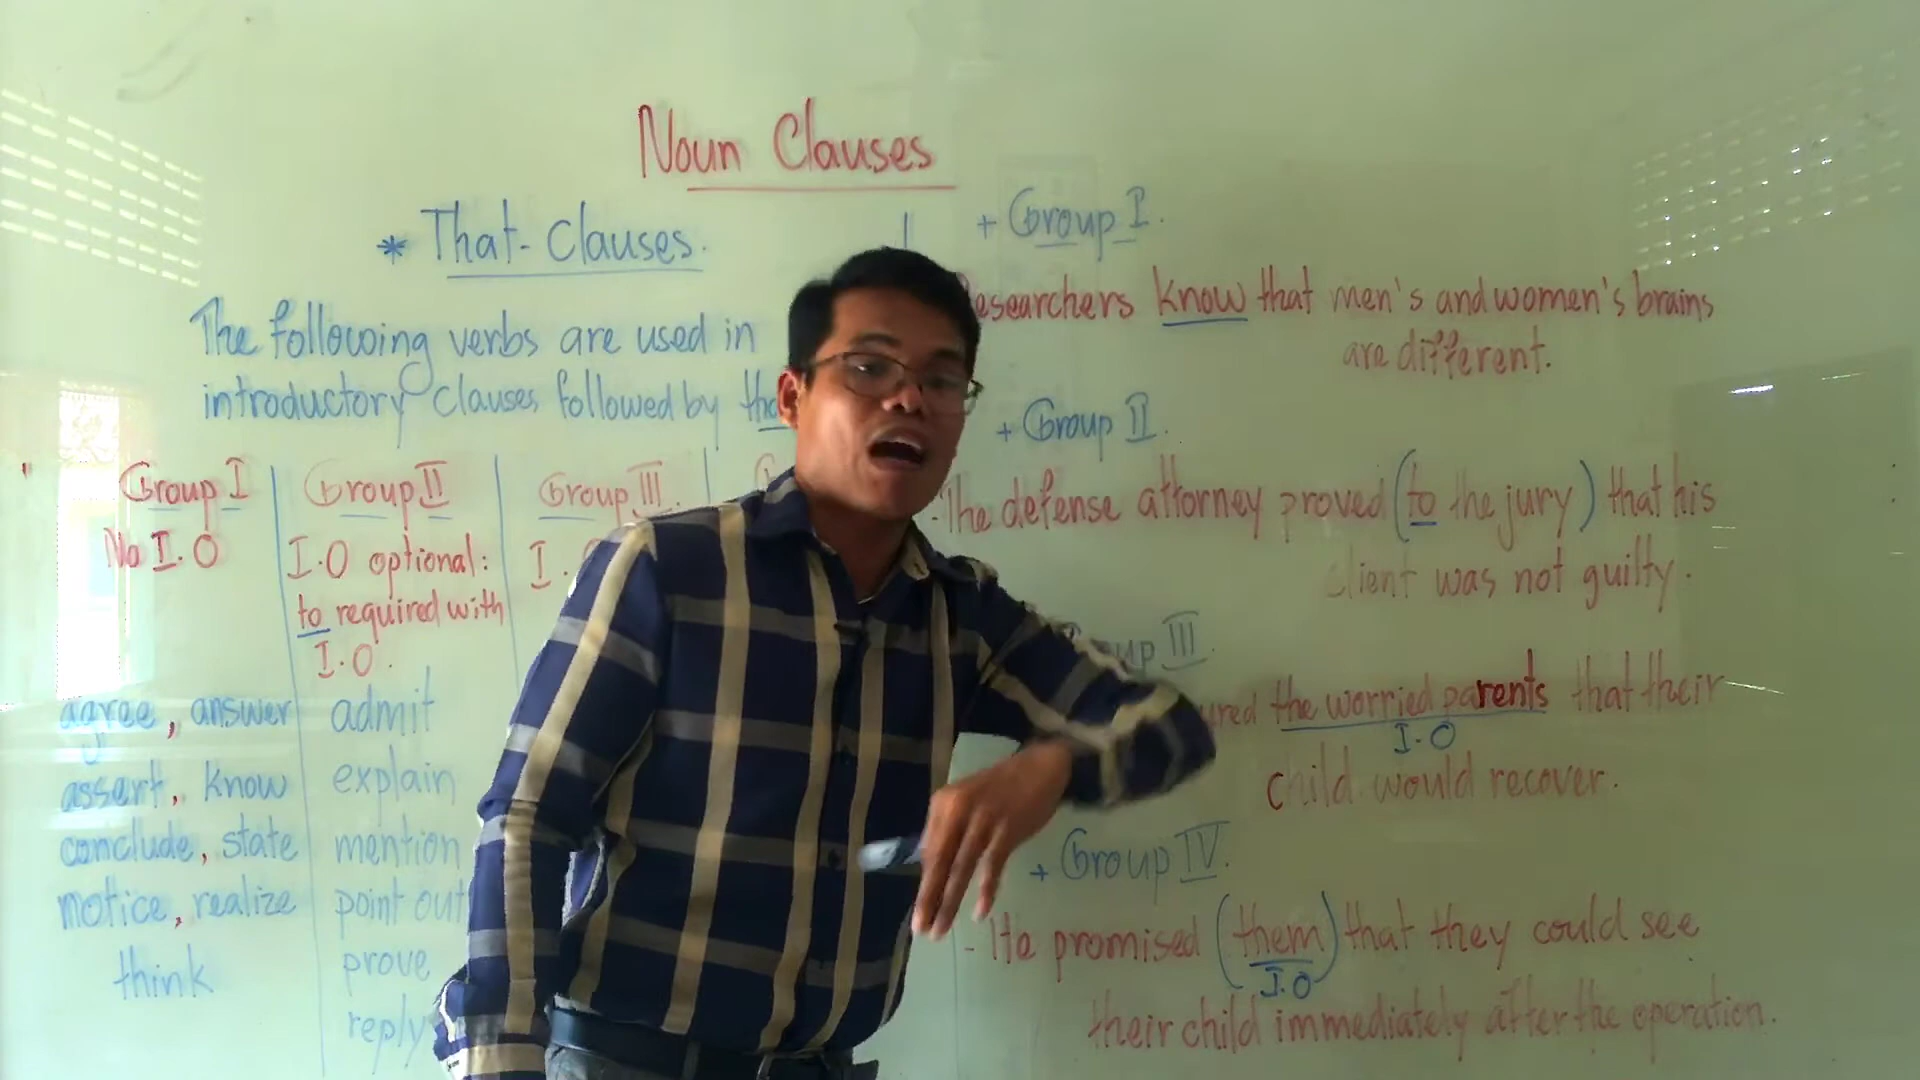 Noun Clauses
* That-Clauses.
The following verbs are used in
introductory clauses followed by
Group I
No I.O
agree, answer
assert, know
conclude, state
notice, realize
think
Group II
I.O optional:
to required with
I.O.
admit
explain
mention
point out
prove
reply
Group III.
I.
+ Group I.
esearchers know that men's and women's brains
are different.
+ Group II.
- The defense attorney proved (to the jury) that his
client was not guilty.
III.
ured the worried parents that their
I.O
child would recover.
+ Group IV.
- He promised (them) that they could see
I.O
their child immediately after the operation.